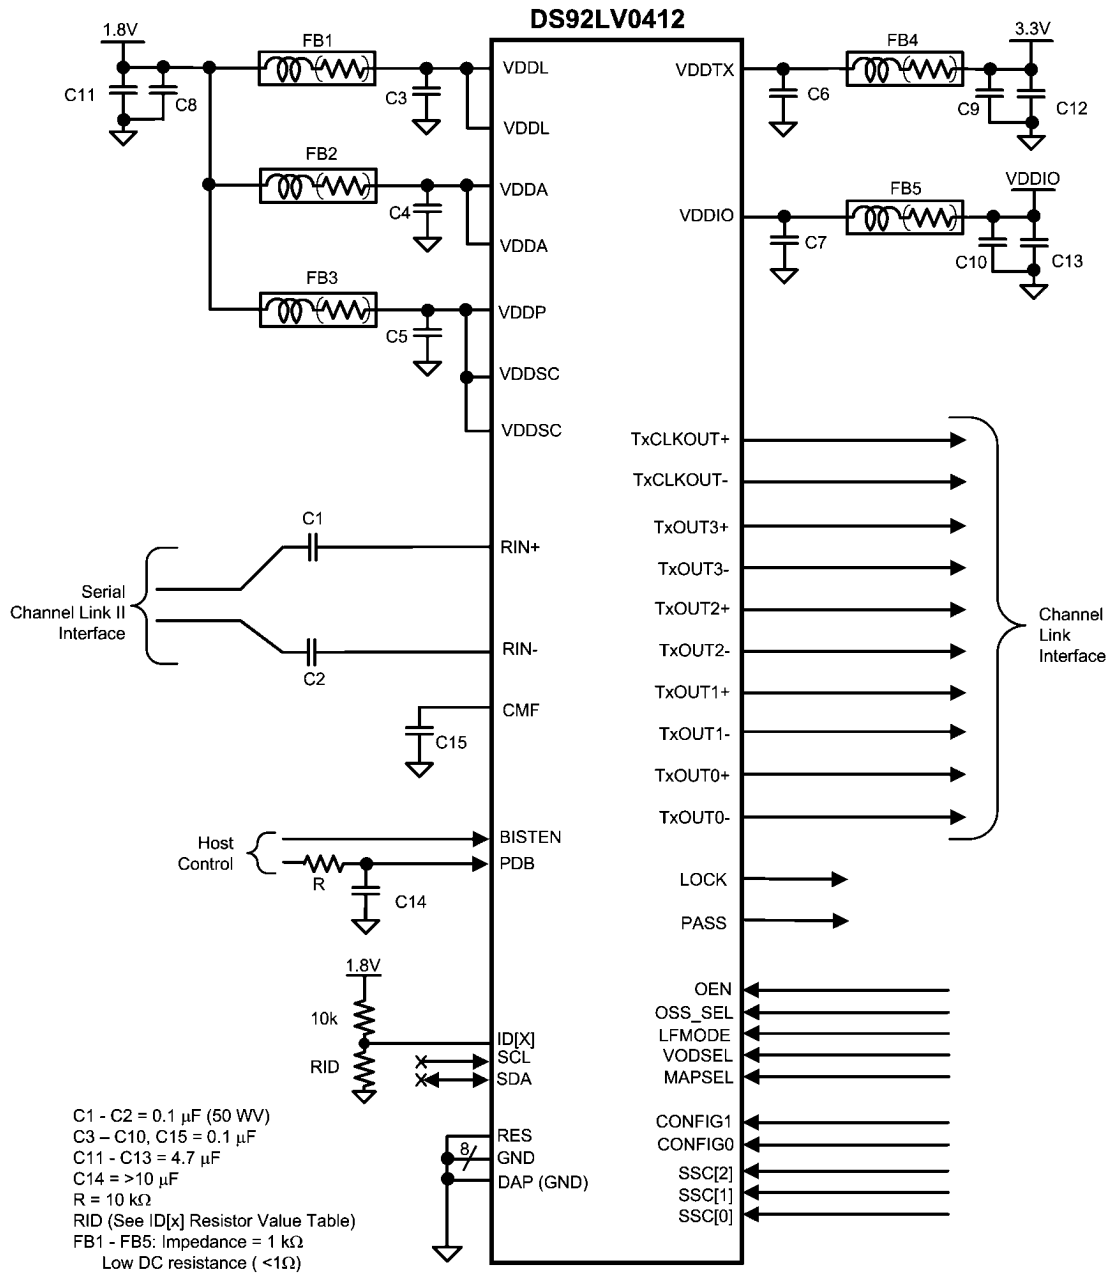 DS92LV0412
1.8V
FB1
C11
C8
C3
VDDL
VDDL
FB2
C4
VDDA
VDDA
FB3
C5
VDDP
VDDSC
VDDSC
3.3V
FB4
VDDTX
C6
C9
C12
VDDIO
FB5
VDDIO
C7
C10
C13
C1
RIN+
Serial
Channel Link II
Interface
C2
RIN-
CMF
C15
Host
Control
BISTEN
PDB
R
C14
1.8V
10k
RID
ID[X]
SCL
SDA
RES
8
GND
DAP (GND)
TxCLKOUT+
TxCLKOUT-
TxOUT3+
TxOUT3-
TxOUT2+
TxOUT2-
TxOUT1+
TxOUT1-
TxOUT0+
TxOUT0-
Channel
Link
Interface
LOCK
PASS
OEN
OSS_SEL
LFMODE
VODSEL
MAPSEL
CONFIG1
CONFIG0
SSC[2]
SSC[1]
SSC[0]
C1 - C2 = 0.1 μF (50 WV)
C3 – C10, C15 = 0.1 μF
C11 - C13 = 4.7 μF
C14 = >10 μF
R = 10 kΩ
RID (See ID[x] Resistor Value Table)
FB1 - FB5: Impedance = 1 kΩ
Low DC resistance ( <1Ω)